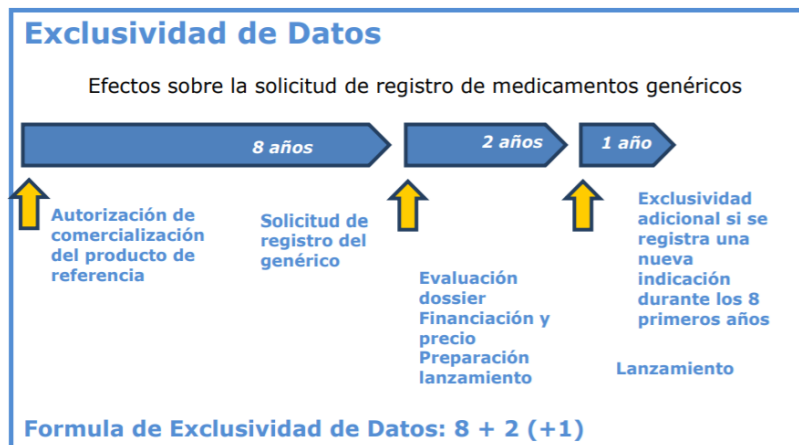 Exclusividad de Datos
Efectos sobre la solicitud de registro de medicamentos genéricos
8 años
2 años
1 año
Autorización de
comercialización
del producto de
referencia
Solicitud de
registro del
genérico
Evaluación
dossier
Financiación y
precio
Preparación
lanzamiento
Exclusividad
adicional si se
registra una
nueva
indicación
durante los 8
primeros años
Lanzamiento
Formula de Exclusividad de Datos: 8 + 2 (+1)